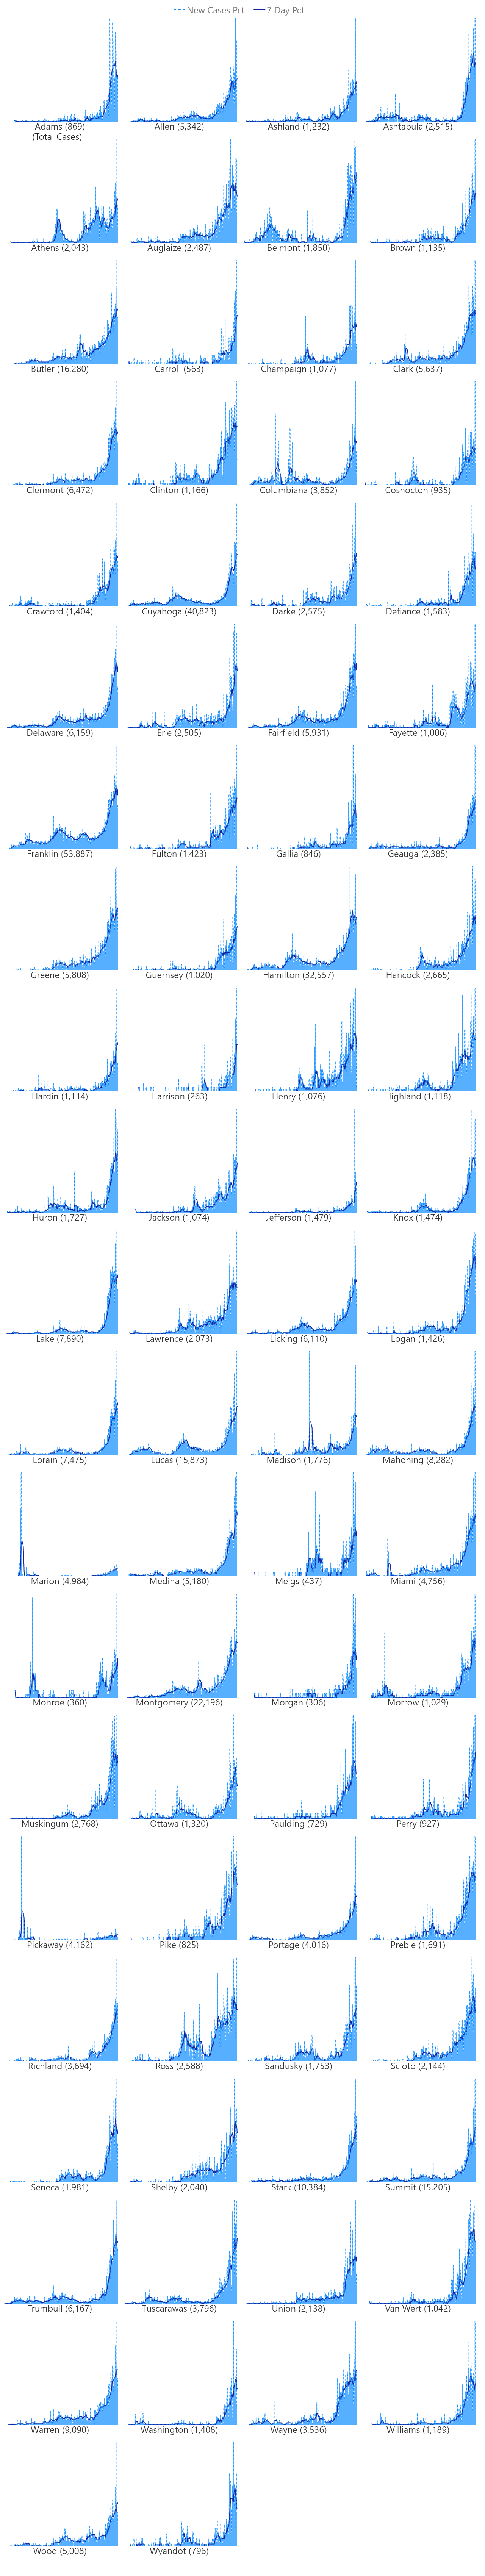 New Cases Pct 7 Day Pct
Adams (869) Allen (5,342) Ashland (1,232) Ashtabula (2,515)
(Total Cases)
Athens (2,043) Auglaize (2,487) Belmont (1,850) Brown (1,135)
Butler (16,280) Carroll (563) Champaign (1,077) Clark (5,637)
Clermont (6,472) Clinton (1,166) Columbiana (3,852) Coshocton (935)
Crawford (1,404) Cuyahoga (40,823) Darke (2,575) Defiance (1,583)
Delaware (6,159) Erie (2,505) Fairfield (5,931) Fayette (1,006)
Franklin (53,887) Fulton (1,423) Gallia (846) Geauga (2,385)
Greene (5,808) Guernsey (1,020) Hamilton (32,557) Hancock (2,665)
Hardin (1,114) Harrison (263) Henry (1,076) Highland (1,118)
Huron (1,727) Jackson (1,074) Jefferson (1,479) Knox (1,474)
Lake (7,890) Lawrence (2,073) Licking (6,110) Logan (1,426)
Lorain (7,475) Lucas (15,873) Madison (1,776) Mahoning (8,282)
Marion (4,984) Medina (5,180) Meigs (437) Miami (4,756)
Monroe (360) Montgomery (22,196) Morgan (306) Morrow (1,029)
Muskingum (2,768) Ottawa (1,320) Paulding (729) Perry (927)
Pickaway (4,162) Pike (825) Portage (4,016) Preble (1,691)
Richland (3,694) Ross (2,588) Sandusky (1,753) Scioto (2,144)
Seneca (1,981) Shelby (2,040) Stark (10,384) Summit (15,205)
Trumbull (6,167) Tuscarawas (3,796) Union (2,138) Van Wert (1,042)
Warren (9,090) Washington (1,408) Wayne (3,536) Williams (1,189)
Wood (5,008) Wyandot (796)